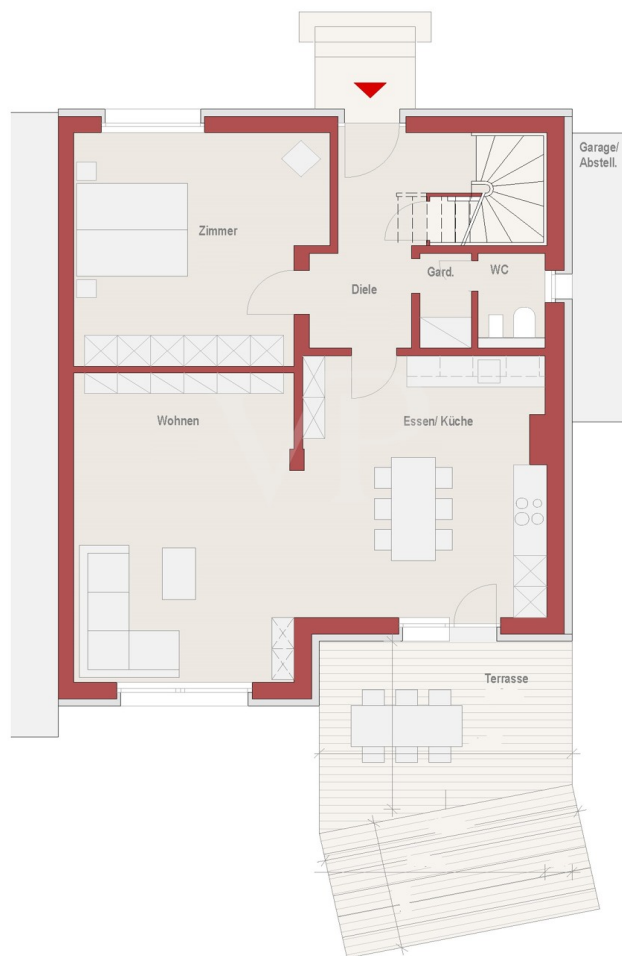 Garage/
Abstell.
Zimmer
Gard.
WC
Diele
Wohnen
Essen/ Küche
Terrasse